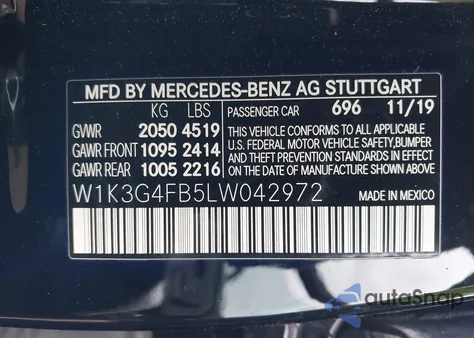 MFD BY MERCEDES-BENZ AG STUTTGART
KG LBS PASSENGER CAR 696 11/19
GVWR 2050 4519 THIS VEHICLE CONFORMS TO ALL APPLICABLE
GAWR FRONT 1095 2414 U.S. FEDERAL MOTOR VEHICLE SAFETY, BUMPER
AND THEFT PREVENTION STANDARDS IN EFFECT
GAWR REAR 1005 2216 ON THE DATE OF MANUFACTURE SHOWN ABOVE.
W1K3G4FB5LW042972 MADE IN MEXICO
autoSnap